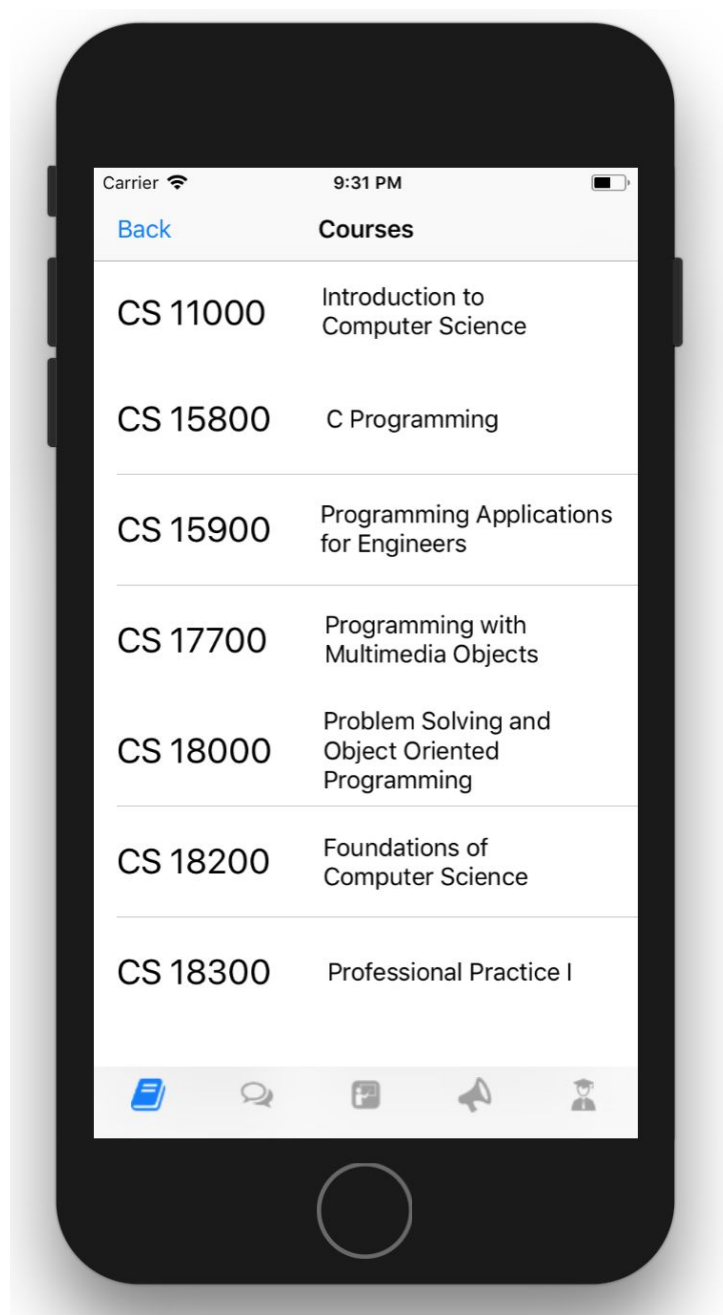 Carrier
9:31 PM
Back
Courses
CS 11000
Introduction to
Computer Science
CS 15800
C Programming
CS 15900
Programming Applications
for Engineers
CS 17700
Programming with
Multimedia Objects
CS 18000
Problem Solving and
Object Oriented
Programming
CS 18200
Foundations of
Computer Science
CS 18300
Professional Practice I